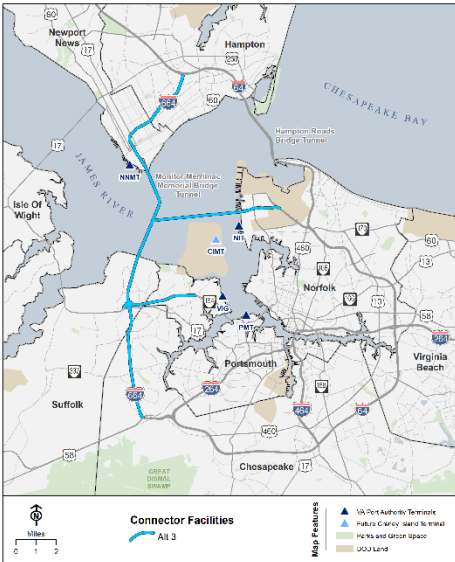 60
Newport
News
17
Hampton
258
64
664
60
CHESAPEAKE BAY
17
Hampton Roads
Bridge Tunnel
JAMES RIVER
NNMT
Monitor Merrimac
Memorial Bridge
Tunnel
Isle Of
Wight
NIT
CIMT
460
60
13
168
Norfolk
VIG
164
17
PMT
13
58
264
Virginia
Beach
Portsmouth
337
Suffolk
664
264
168
464
64
58
460
Chesapeake
17
GREAT
DISMAL
SWAMP
N
Miles
0 1 2
Connector Facilities
Alt 3
Map Features
VA Port Authority Terminals
Future Craney Island Terminal
Parks and Green Space
DOD Land